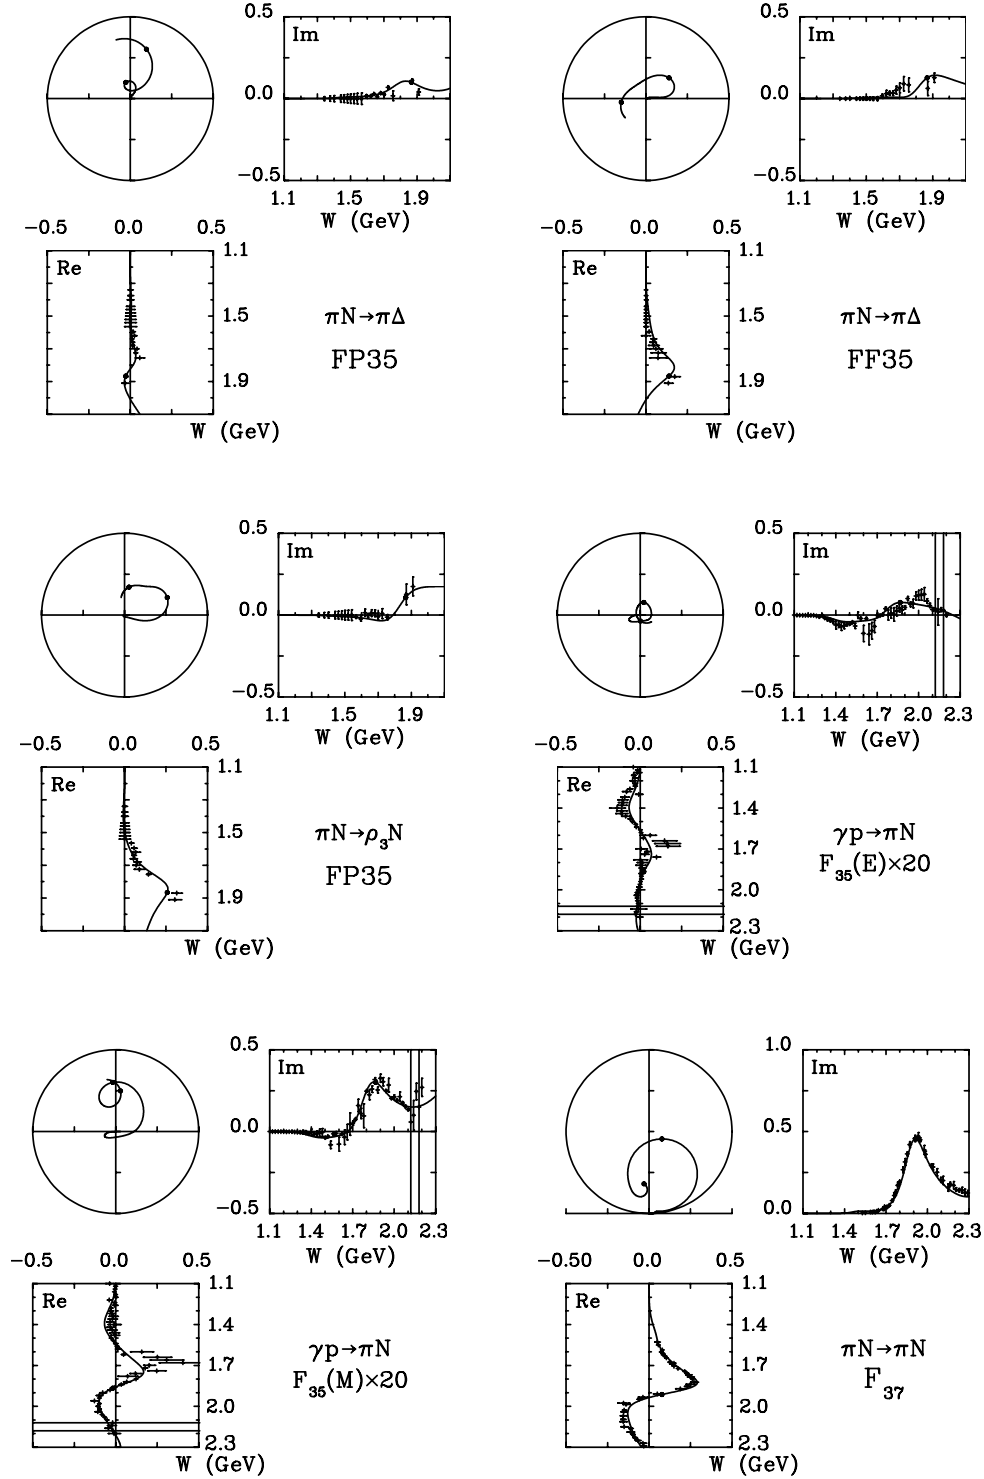 0.5
Im
0.0
−0.5
1.1 1.5 1.9
W (GeV)
−0.5 0.0 0.5
Re
1.1
1.5
1.9
W (GeV)
πN→πΔ
FP35
0.5
Im
0.0
−0.5
1.1 1.5 1.9
W (GeV)
−0.5 0.0 0.5
Re
1.1
1.5
1.9
W (GeV)
πN→πΔ
FF35
0.5
Im
0.0
−0.5
1.1 1.5 1.9
W (GeV)
−0.5 0.0 0.5
Re
1.1
1.5
1.9
W (GeV)
πN→ρ₃N
FP35
0.5
Im
0.0
−0.5
1.1 1.4 1.7 2.0 2.3
W (GeV)
−0.5 0.0 0.5
Re
1.1
1.4
1.7
2.0
2.3
W (GeV)
γp→πN
F₃₅(E)×20
0.5
Im
0.0
−0.5
1.1 1.4 1.7 2.0 2.3
W (GeV)
−0.5 0.0 0.5
Re
1.1
1.4
1.7
2.0
2.3
W (GeV)
γp→πN
F₃₅(M)×20
1.0
Im
0.5
0.0
1.1 1.4 1.7 2.0 2.3
W (GeV)
−0.50 0.0 0.5
Re
1.1
1.4
1.7
2.0
2.3
W (GeV)
πN→πN
F₃₇